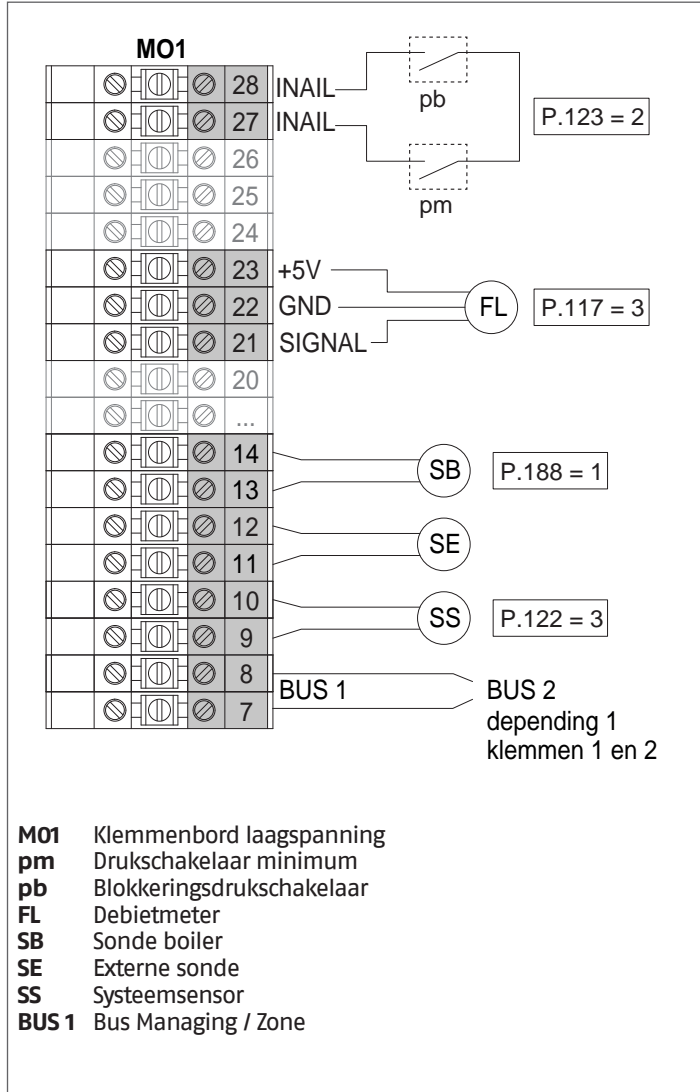 MO1
28 INAIL
pb
P.123 = 2
27 INAIL
26
25
pm
24
23 +5V
22 GND
FL
P.117 = 3
21 SIGNAL
20
...
14
SB
P.188 = 1
13
12
SE
11
10
SS
P.122 = 3
9
8
BUS 1
BUS 2
7
depending 1
klemmen 1 en 2
M01 Klemmenbord laagspanning
pm Drukschakelaar minimum
pb Blokkeringsdrukschakelaar
FL Debietmeter
SB Sonde boiler
SE Externe sonde
SS Systeemsensor
BUS 1 Bus Managing / Zone